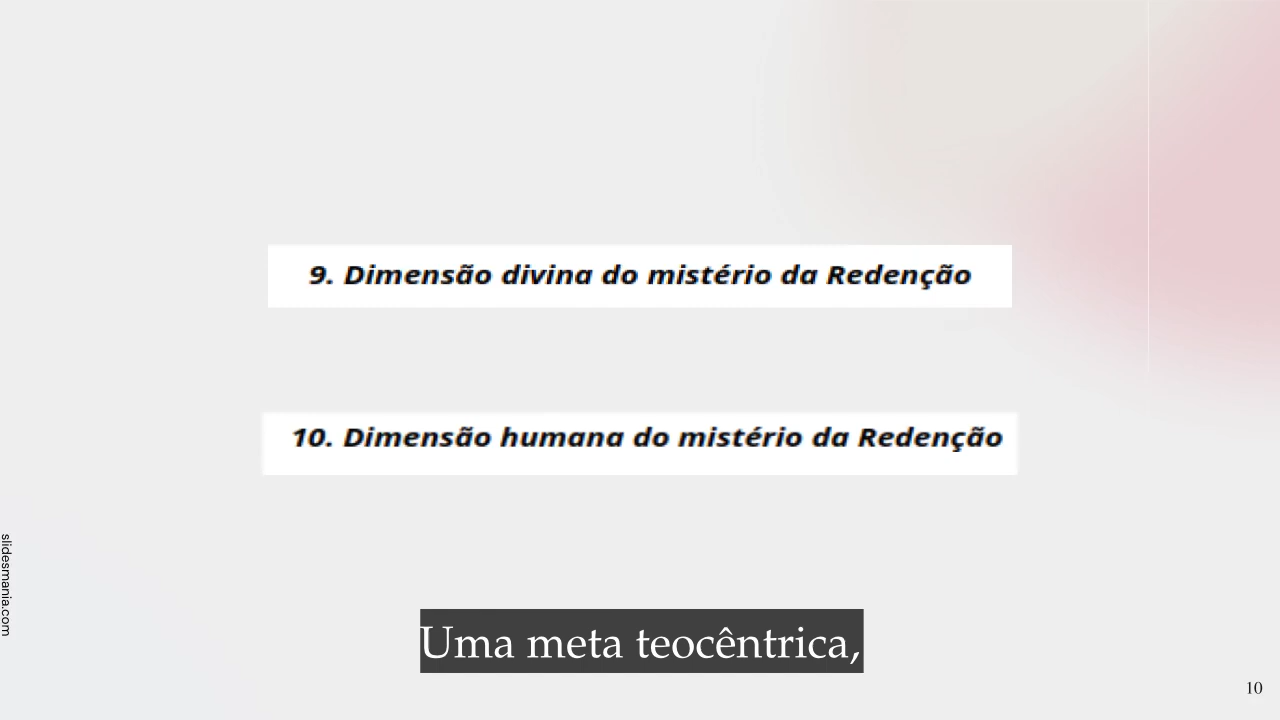 9. Dimensão divina do mistério da Redenção
10. Dimensão humana do mistério da Redenção
slidesmania.com
Uma meta teocêntrica,
10